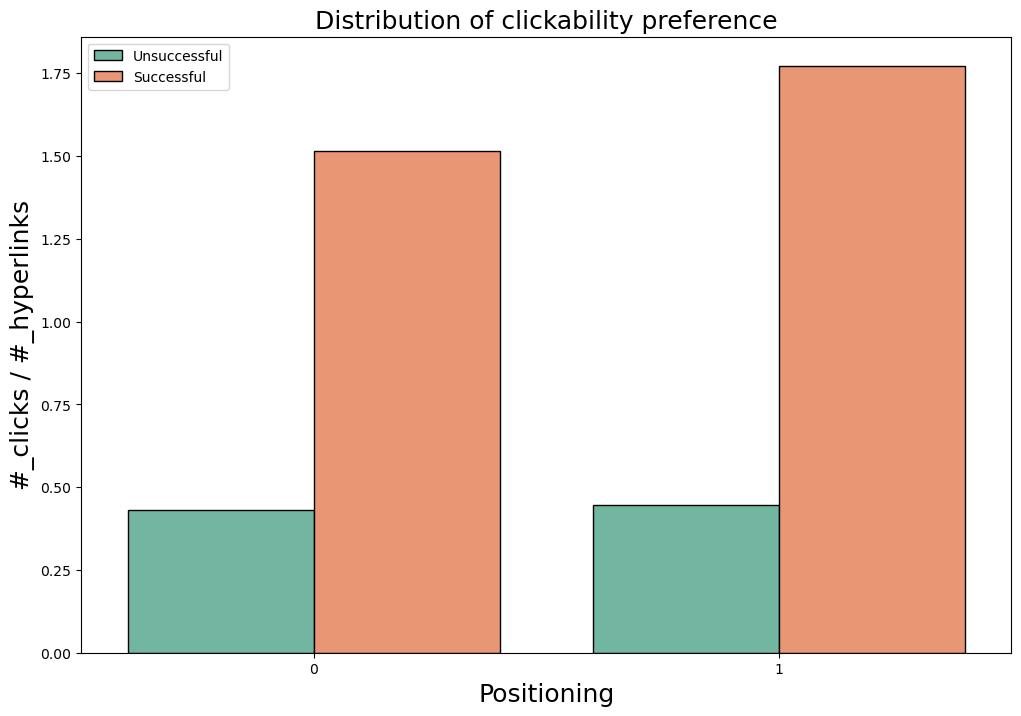 Distribution of clickability preference
Unsuccessful
Successful
#_clicks / #_hyperlinks
1.75
1.50
1.25
1.00
0.75
0.50
0.25
0.00
0 1
Positioning